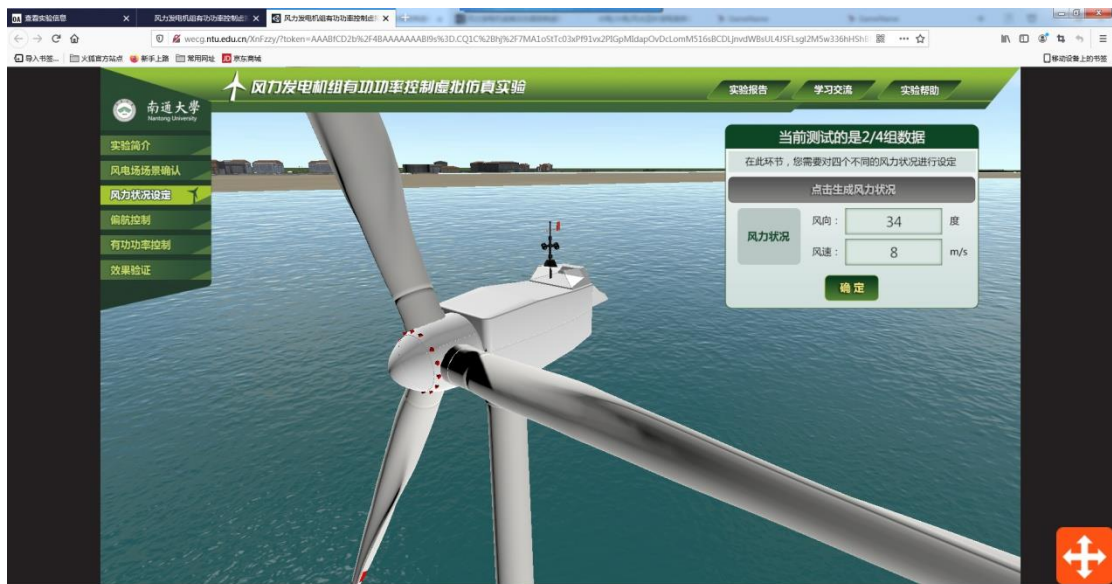 查看实验信息
风力发电机组有功功率控制虚拟
风力发电机组有功功率控制虚拟
wecg.ntu.edu.cn/XnFzzy/?token=
导入书签...
火狐官方站点
新手上路
常用网址
京东商城
移动设备上的书签
风力发电机组有功功率控制虚拟仿真实验
实验报告
学习交流
实验帮助
南通大學
Nantong University
实验简介
风电场场景确认
风力状况设定
偏航控制
有功功率控制
效果验证
当前测试的是2/4组数据
在此环节，您需要对四个不同的风力状况进行设定
点击生成风力状况
风力状况
风向：
34
度
风速：
8
m/s
确 定